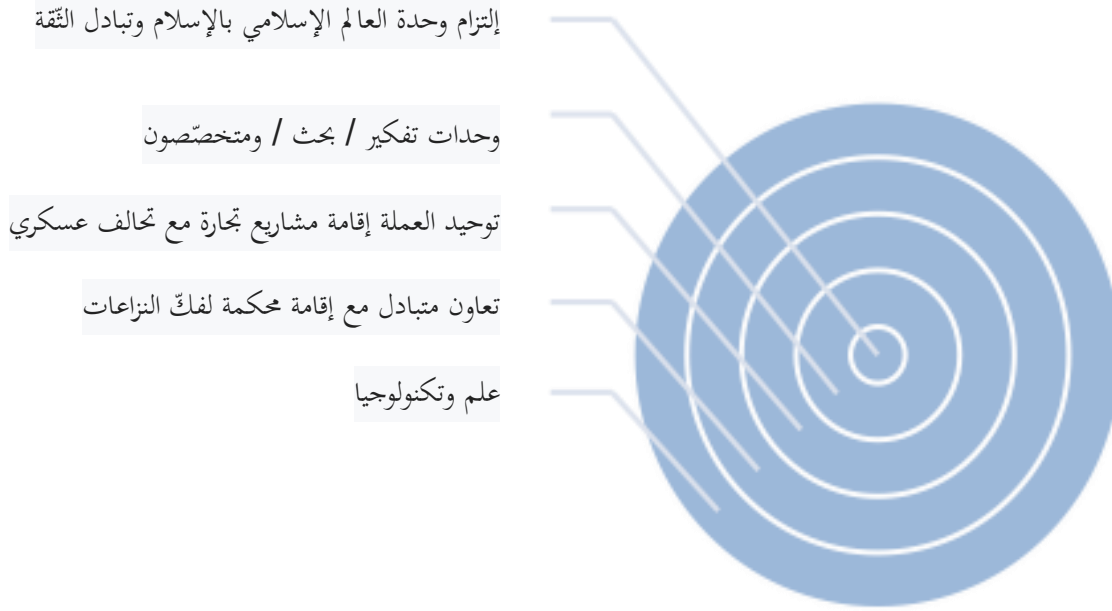 إلتزام وحدة العالم الإسلامي بالإسلام وتبادل الثّقة
وحدات تفكير / بحث / ومتخصّصون
توحيد العملة إقامة مشاريع تجارة مع تحالف عسكري
تعاون متبادل مع إقامة محكمة لفكّ النزاعات
علم وتكنولوجيا